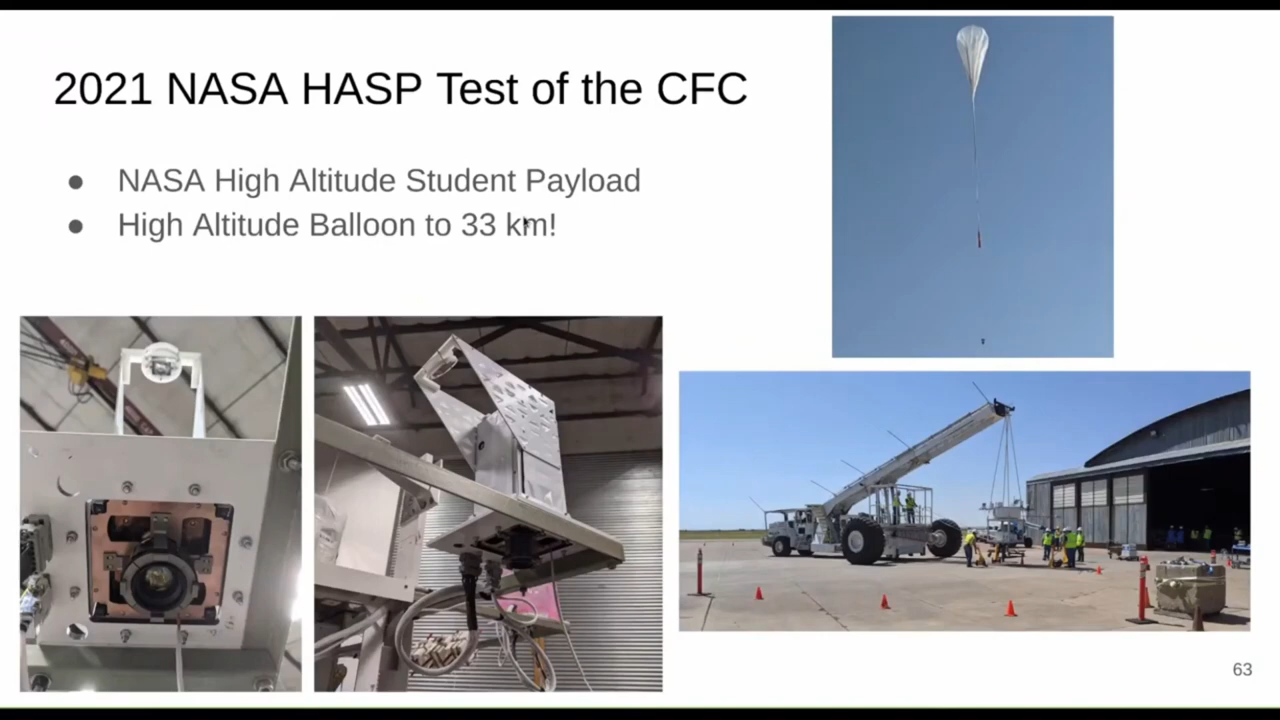 2021 NASA HASP Test of the CFC
● NASA High Altitude Student Payload
● High Altitude Balloon to 33 km!
63